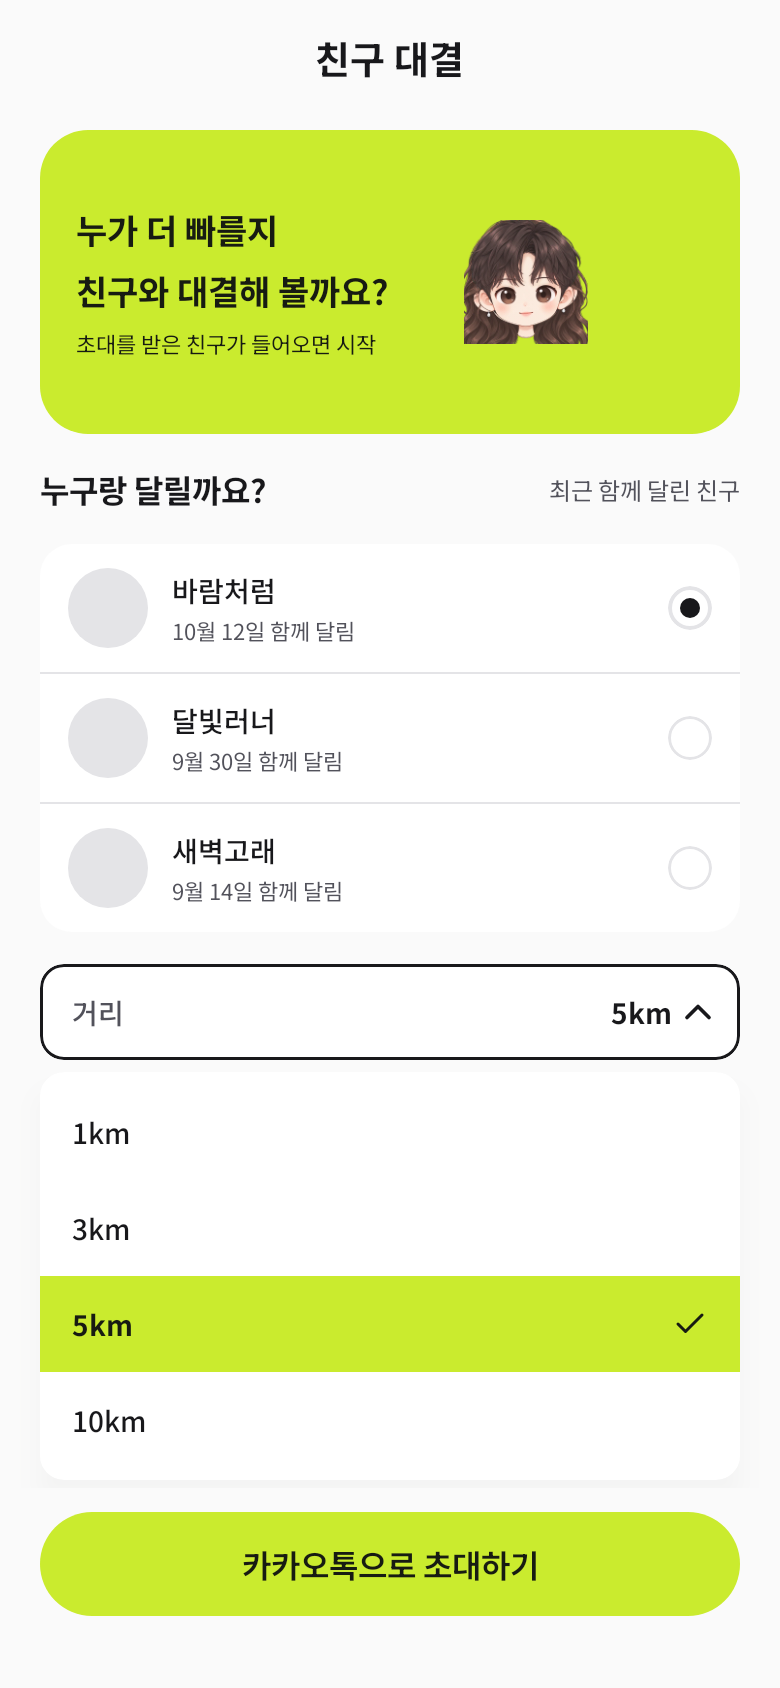 친구 대결
누가 더 빠를지
친구와 대결해 볼까요?
초대를 받은 친구가 들어오면 시작
누구랑 달릴까요?
최근 함께 달린 친구
바람처럼
10월 12일 함께 달림
달빛러너
9월 30일 함께 달림
새벽고래
9월 14일 함께 달림
거리
5km
1km
3km
5km
10km
카카오톡으로 초대하기